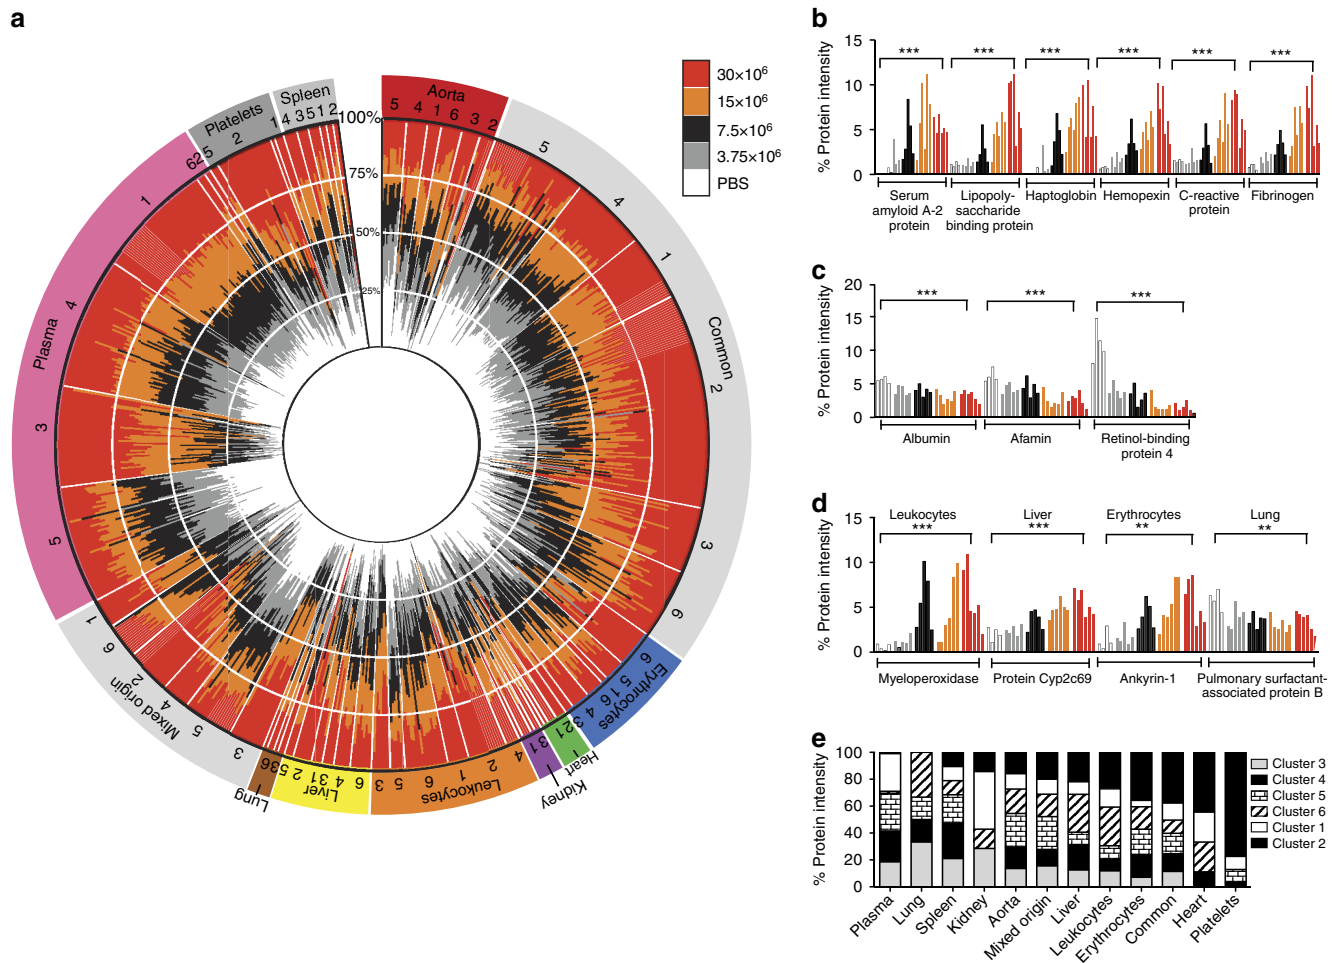 a
30×10⁶
15×10⁶
7.5×10⁶
3.75×10⁶
PBS
100%
75%
50%
25%
Aorta
5 4 1 6 3 2
Common
5 4 1 2 3 6
Erythrocytes
6 5 1 6 4 3
Heart
2 1
Kidney
3 1
Leukocytes
4 2 1 6 5 3
Liver
6 4 3 1 2 5
Lung
6 3 5
Mixed origin
3 5 4 2 6 1
Plasma
5 3 4 1 6 2
Platelets
5 2 1
Spleen
4 3 5 1 2
b
% Protein intensity
15
10
5
0
*** *** *** *** *** ***
Serum
amyloid A-2
protein
Lipopoly-
saccharide
binding protein
Haptoglobin
Hemopexin
C-reactive
protein
Fibrinogen
c
% Protein intensity
20
15
10
5
0
*** *** ***
Albumin
Afamin
Retinol-binding
protein 4
d
% Protein intensity
15
10
5
0
Leukocytes
***
Liver
***
Erythrocytes
**
Lung
**
Myeloperoxidase
Protein Cyp2c69
Ankyrin-1
Pulmonary surfactant-
associated protein B
e
% Protein intensity
100
80
60
40
20
0
Plasma
Lung
Spleen
Kidney
Aorta
Mixed origin
Liver
Leukocytes
Erythrocytes
Common
Heart
Platelets
Cluster 3
Cluster 4
Cluster 5
Cluster 6
Cluster 1
Cluster 2